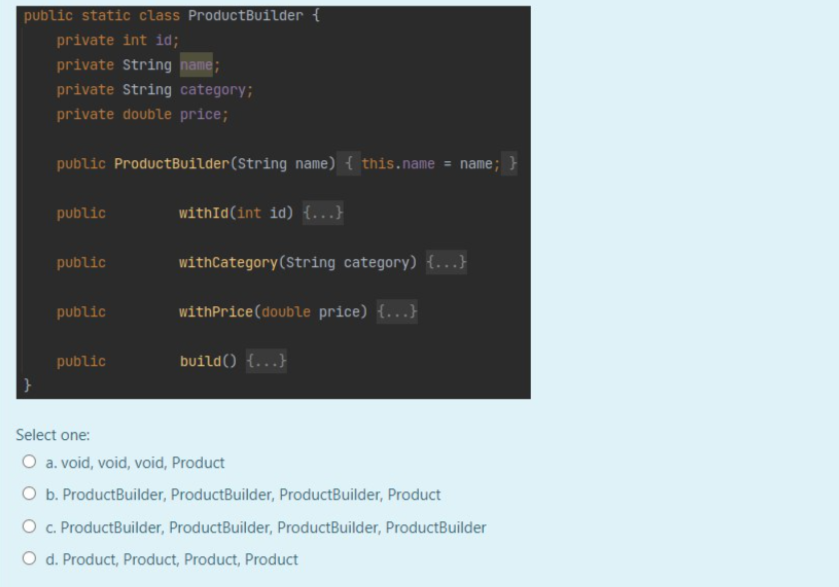 public static class ProductBuilder {
private int id;
private String name;
private String category;
private double price;
public ProductBuilder(String name) { this.name = name; }
public withId(int id) {...}
public withCategory(String category) {...}
public withPrice(double price) {...}
public build() {...}
}
Select one:
a. void, void, void, Product
b. ProductBuilder, ProductBuilder, ProductBuilder, Product
c. ProductBuilder, ProductBuilder, ProductBuilder, ProductBuilder
d. Product, Product, Product, Product